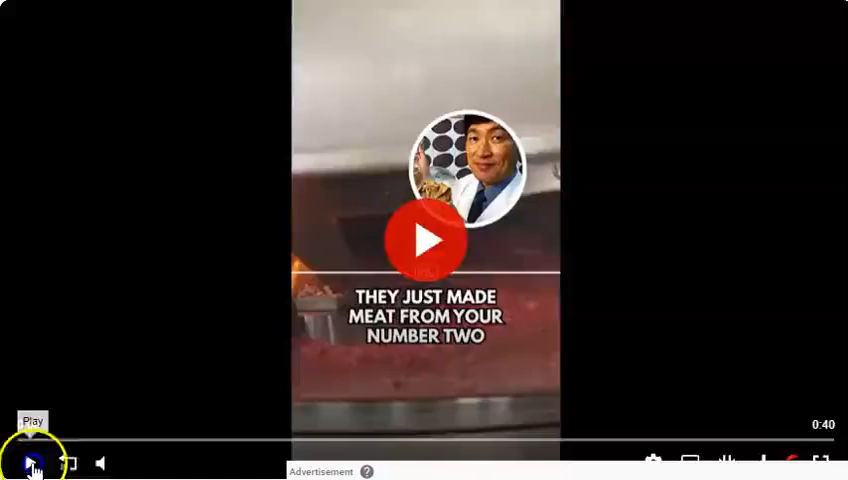 THEY JUST MADE
MEAT FROM YOUR
NUMBER TWO
Play
0:40
Advertisement ?